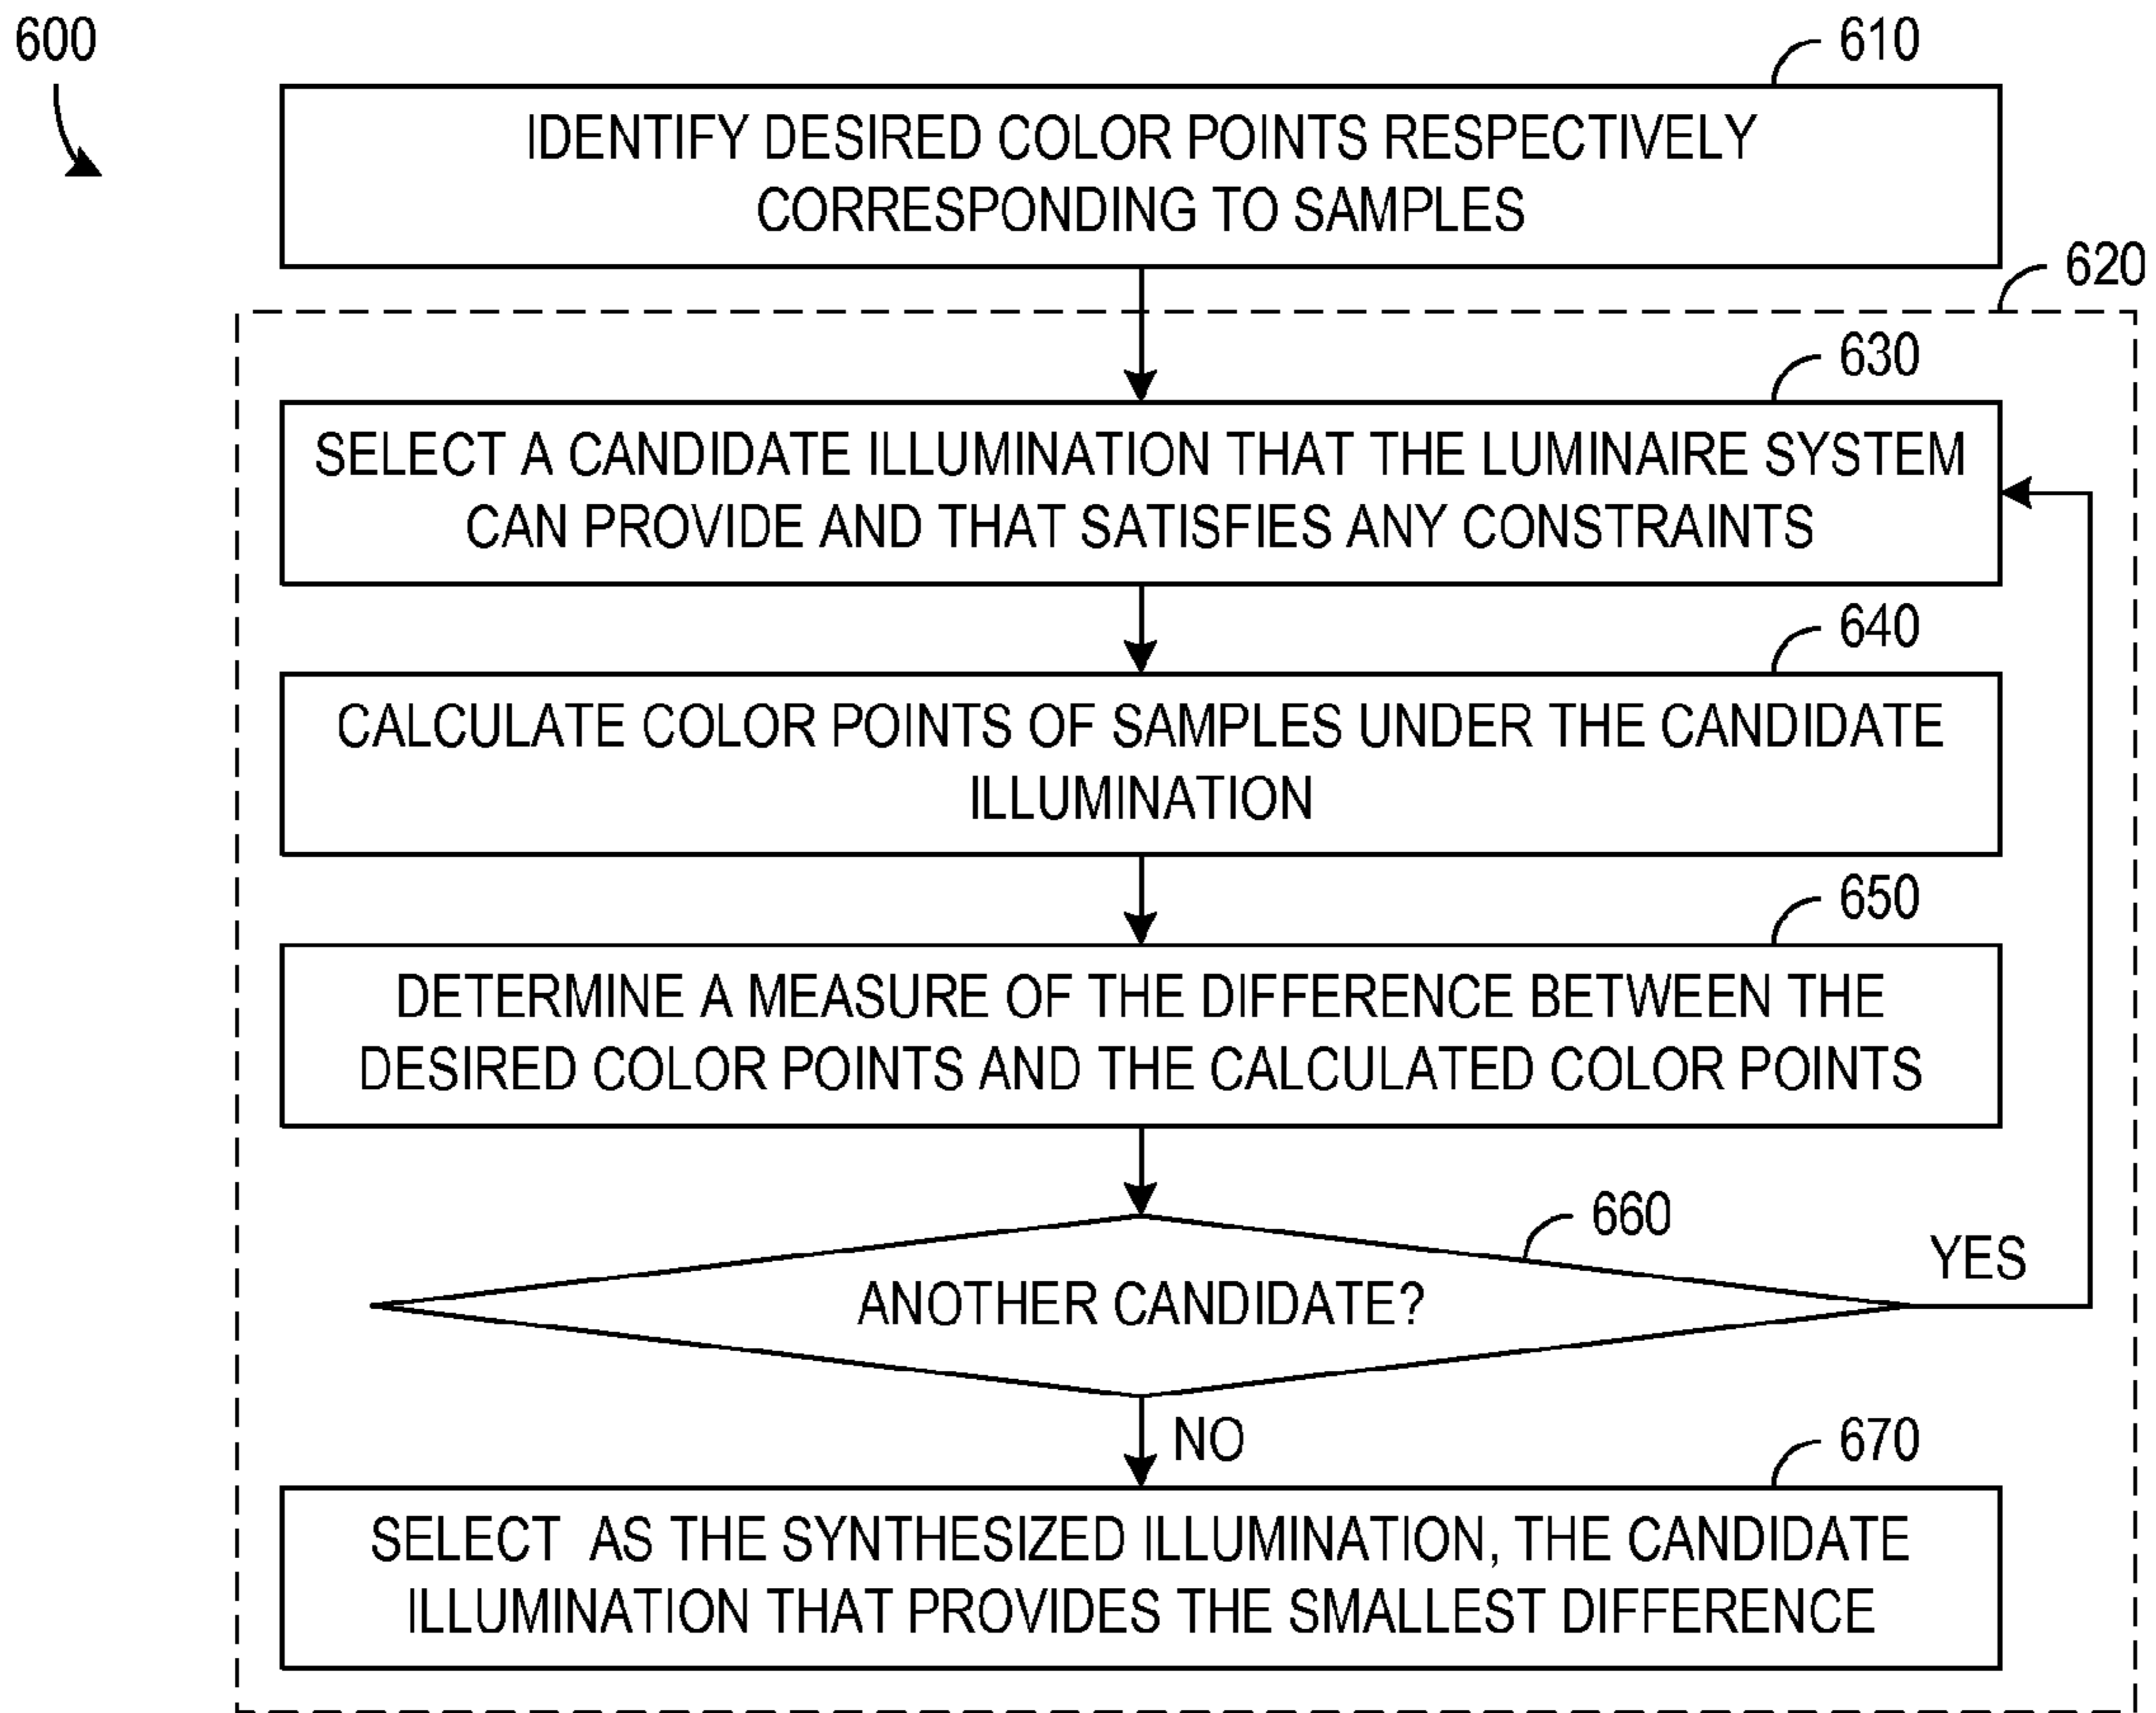 600
610
IDENTIFY DESIRED COLOR POINTS RESPECTIVELY
CORRESPONDING TO SAMPLES
620
630
SELECT A CANDIDATE ILLUMINATION THAT THE LUMINAIRE SYSTEM
CAN PROVIDE AND THAT SATISFIES ANY CONSTRAINTS
640
CALCULATE COLOR POINTS OF SAMPLES UNDER THE CANDIDATE
ILLUMINATION
650
DETERMINE A MEASURE OF THE DIFFERENCE BETWEEN THE
DESIRED COLOR POINTS AND THE CALCULATED COLOR POINTS
660
YES
ANOTHER CANDIDATE?
NO
670
SELECT AS THE SYNTHESIZED ILLUMINATION, THE CANDIDATE
ILLUMINATION THAT PROVIDES THE SMALLEST DIFFERENCE